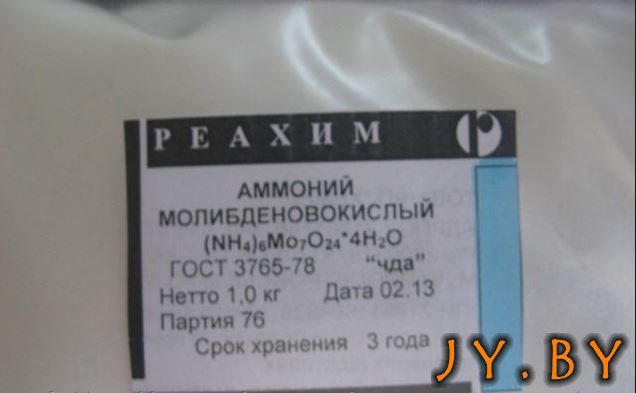 РЕАХИМ
АММОНИЙ
МОЛИБДЕНОВОКИСЛЫЙ
(NH₄)₆Mo₇O₂₄*4H₂O
ГОСТ 3765-78 “чда”
Нетто 1,0 кг Дата 02.13
Партия 76
Срок хранения 3 года
JY.BY